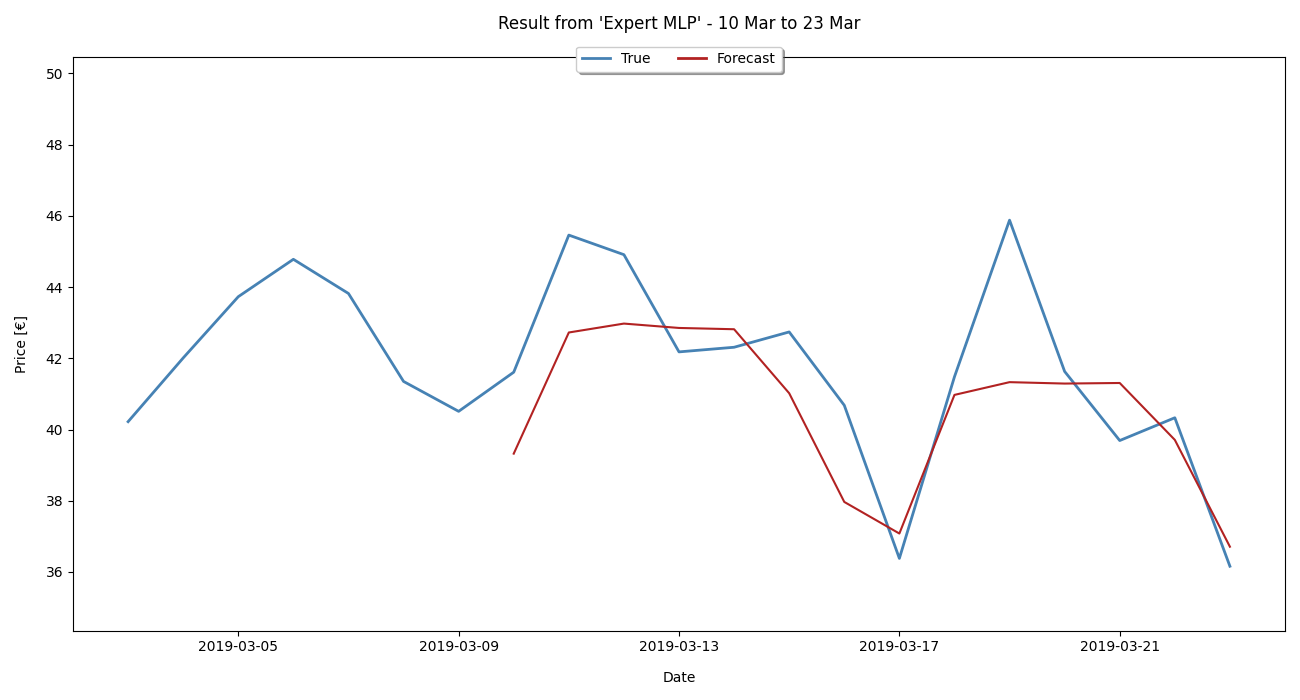 Result from 'Expert MLP' - 10 Mar to 23 Mar
True Forecast
50
48
46
44
42
40
38
36
Price [€]
2019-03-05 2019-03-09 2019-03-13 2019-03-17 2019-03-21
Date